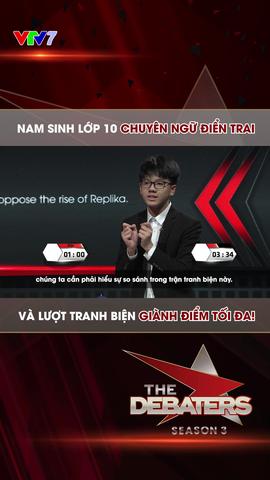 VTV7
NAM SINH LỚP 10 CHUYÊN NGỮ ĐIỂN TRAI
oppose the rise of Replika.
01:00
03:34
chúng ta cần phải hiểu sự so sánh trong trận tranh biện này.
VÀ LƯỢT TRANH BIỆN GIÀNH ĐIỂM TỐI ĐA!
THE
DEBATERS
SEASON 3